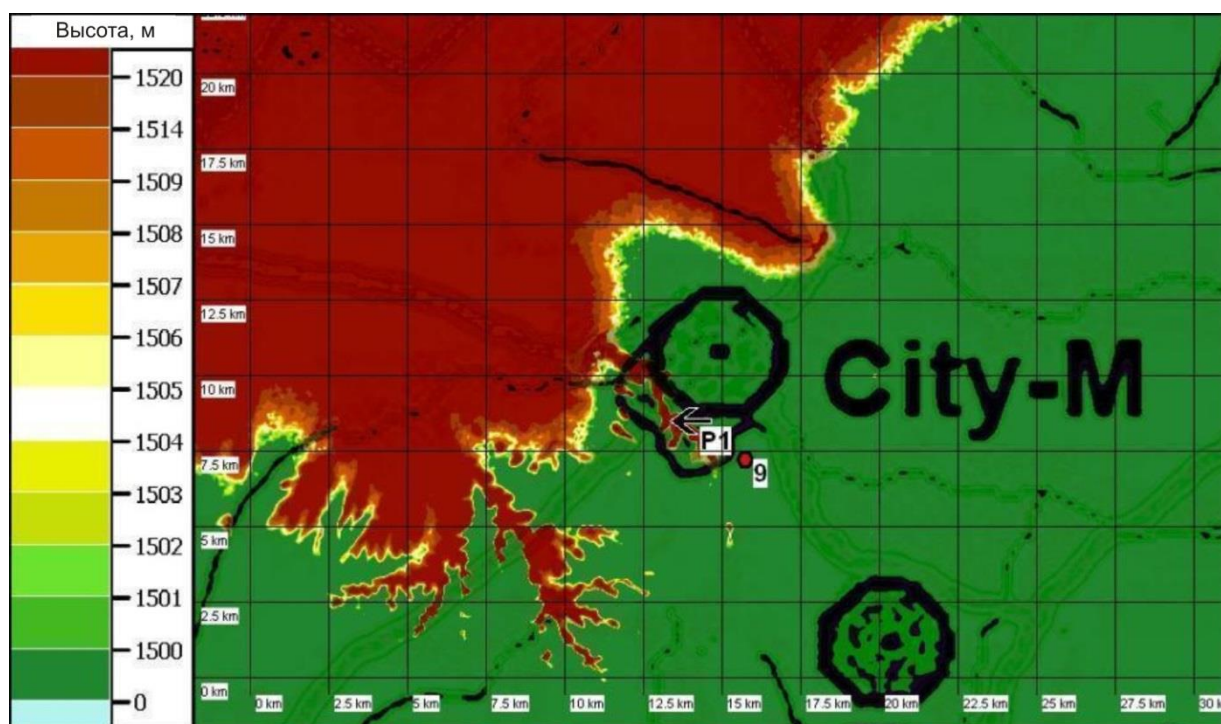 Высота, м
1520
1514
1509
1508
1507
1506
1505
1504
1503
1502
1501
1500
0
20 km
17.5 km
15 km
12.5 km
10 km
7.5 km
5 km
2.5 km
0 km
City-M
P1
9
0 km
2.5 km
5 km
7.5 km
10 km
12.5 km
15 km
17.5 km
20 km
22.5 km
25 km
27.5 km
30 k